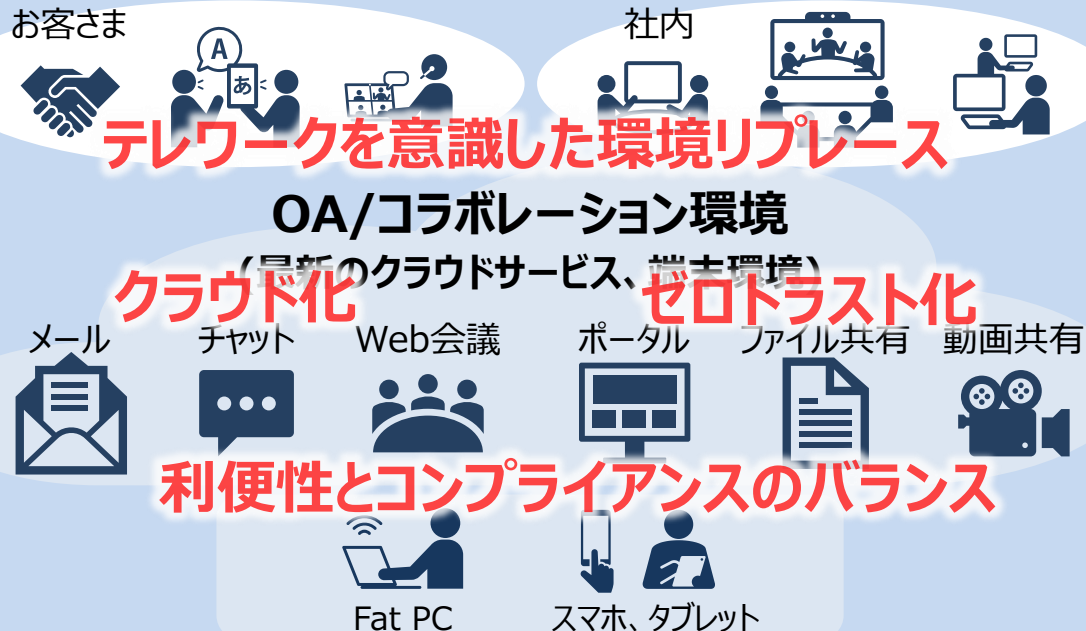 お客さま
社内
A
あ
テレワークを意識した環境リプレース
OA/コラボレーション環境
(最新のクラウドサービス、端末環境)
クラウド化
ゼロトラスト化
メール
チャット
Web会議
ポータル
ファイル共有
動画共有
利便性とコンプライアンスのバランス
Fat PC
スマホ、タブレット